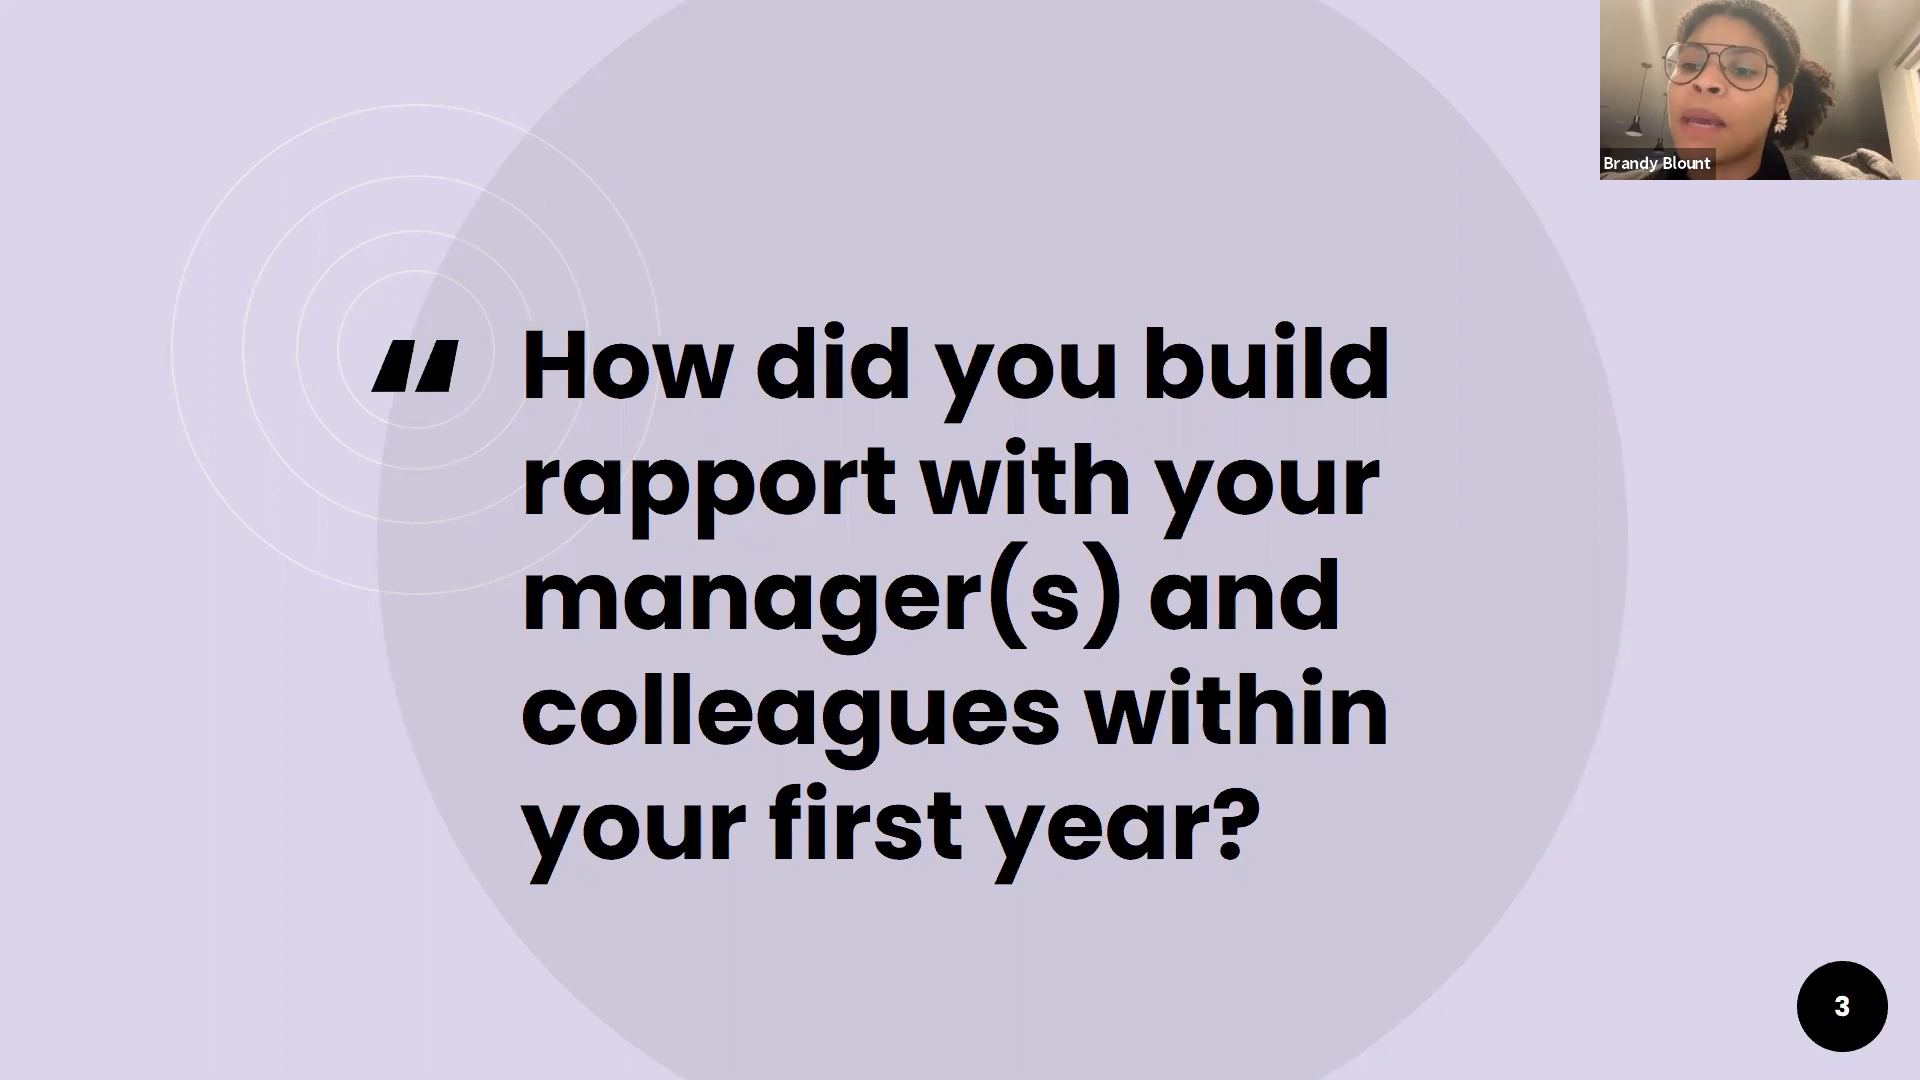 Brandy Blount
“
How did you build
rapport with your
manager(s) and
colleagues within
your first year?
3